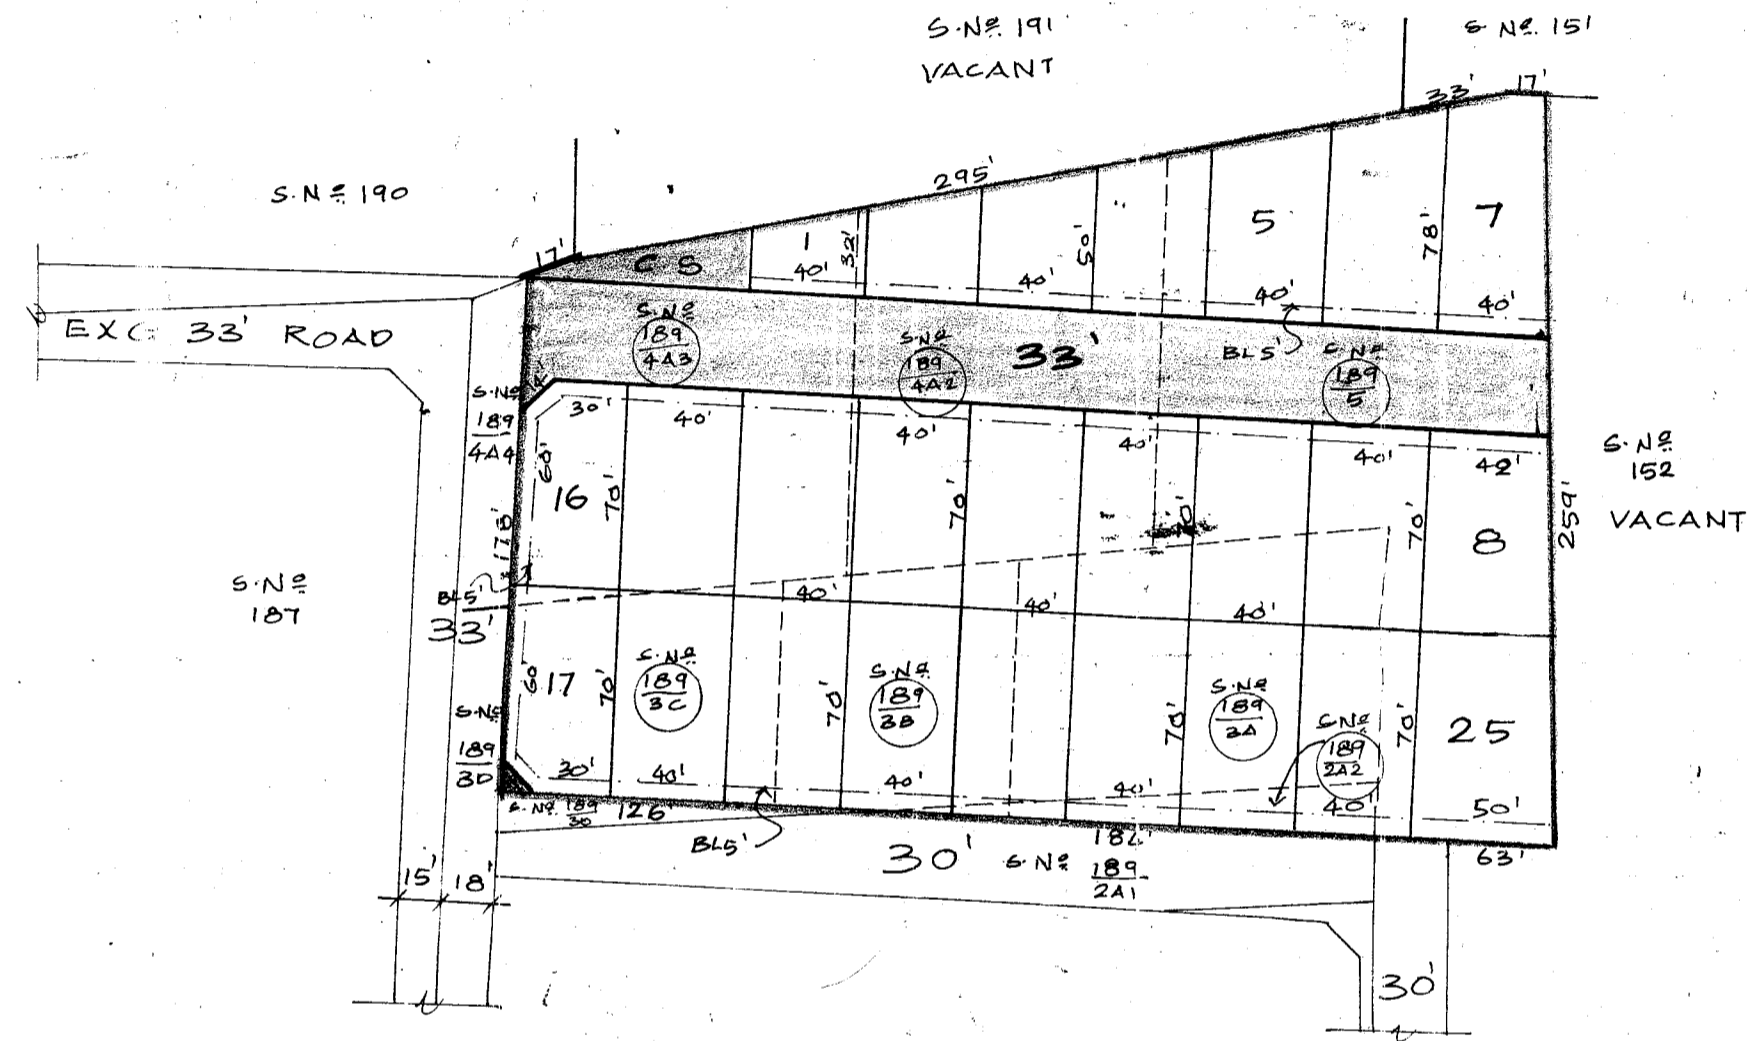 S.Nº 191
VACANT
S Nº 151
17'
33'
295'
S.Nº 190
17'
C S
1
40'
32'
40'
50'
5
40'
78'
7
40'
BL5'
EXC: 33' ROAD
S.Nº
189
4A3
S.Nº
189
4A2
33'
S.Nº
189
5
S.Nº
189
4A4
30'
40'
40'
40'
40'
42'
S.Nº
152
VACANT
259'
60'
16
70'
70'
70'
8
178'
BL5'
33'
40'
40'
40'
S.Nº
187
60'
17
70'
S.Nº
189
3C
70'
S.Nº
189
3B
70'
S.Nº
189
3A
S.Nº
189
2A2
70'
25
S.Nº
189
3D
30'
40'
40'
40'
40'
50'
S.Nº 189
3D
126'
BL5'
30'
S.Nº
189
2A1
63'
15'
18'
30'